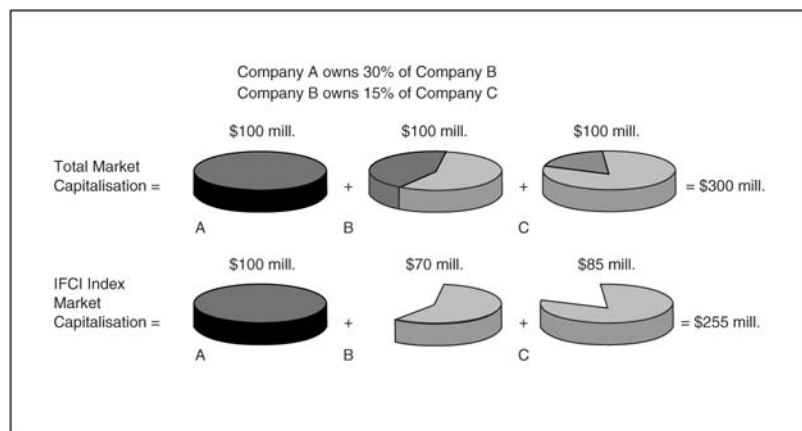 Company A owns 30% of Company B
Company B owns 15% of Company C
$100 mill. $100 mill. $100 mill.
Total Market
Capitalisation = + + = $300 mill.
A B C
$100 mill. $70 mill. $85 mill.
IFCI Index
Market
Capitalisation = + + = $255 mill.
A B C